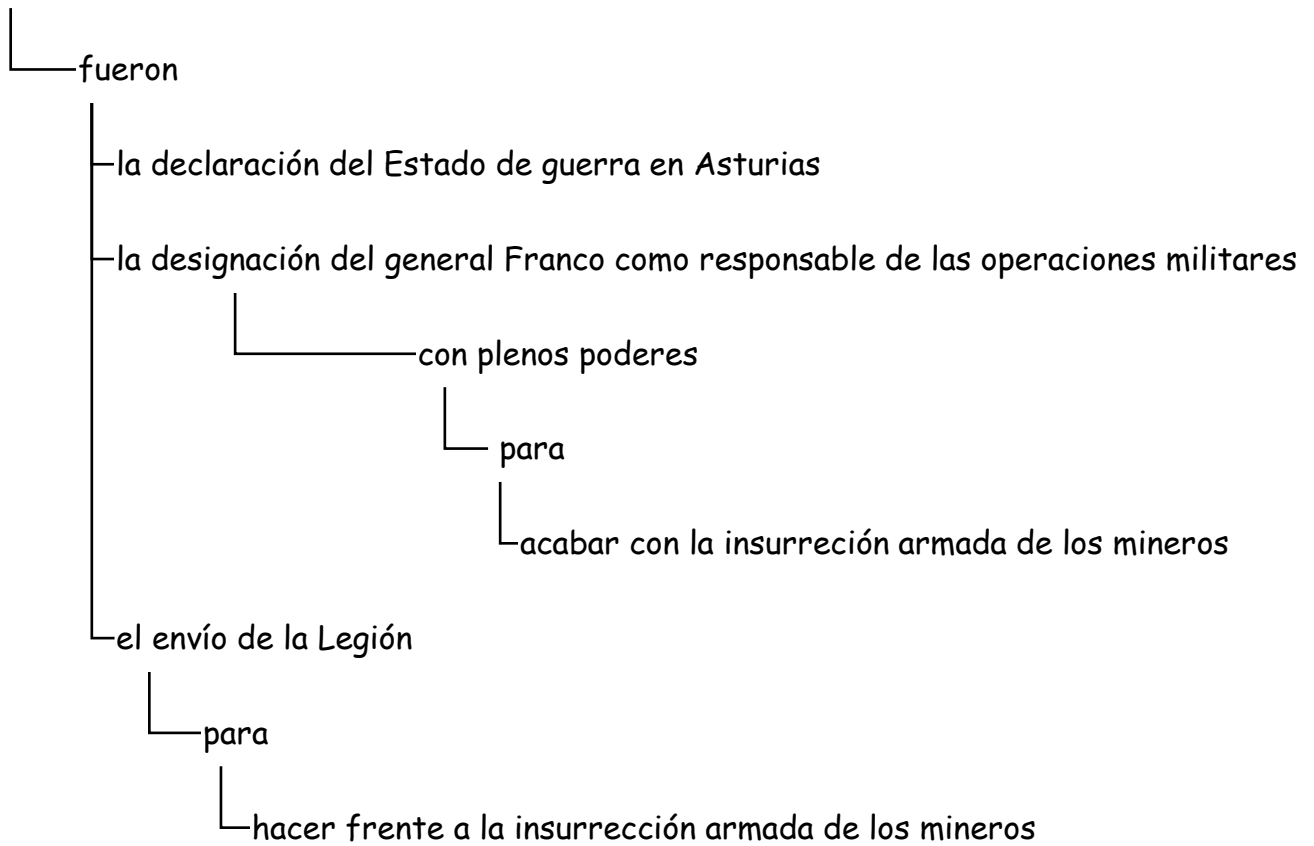 fueron
la declaración del Estado de guerra en Asturias
la designación del general Franco como responsable de las operaciones militares
con plenos poderes
para
acabar con la insurreción armada de los mineros
el envío de la Legión
para
hacer frente a la insurrección armada de los mineros